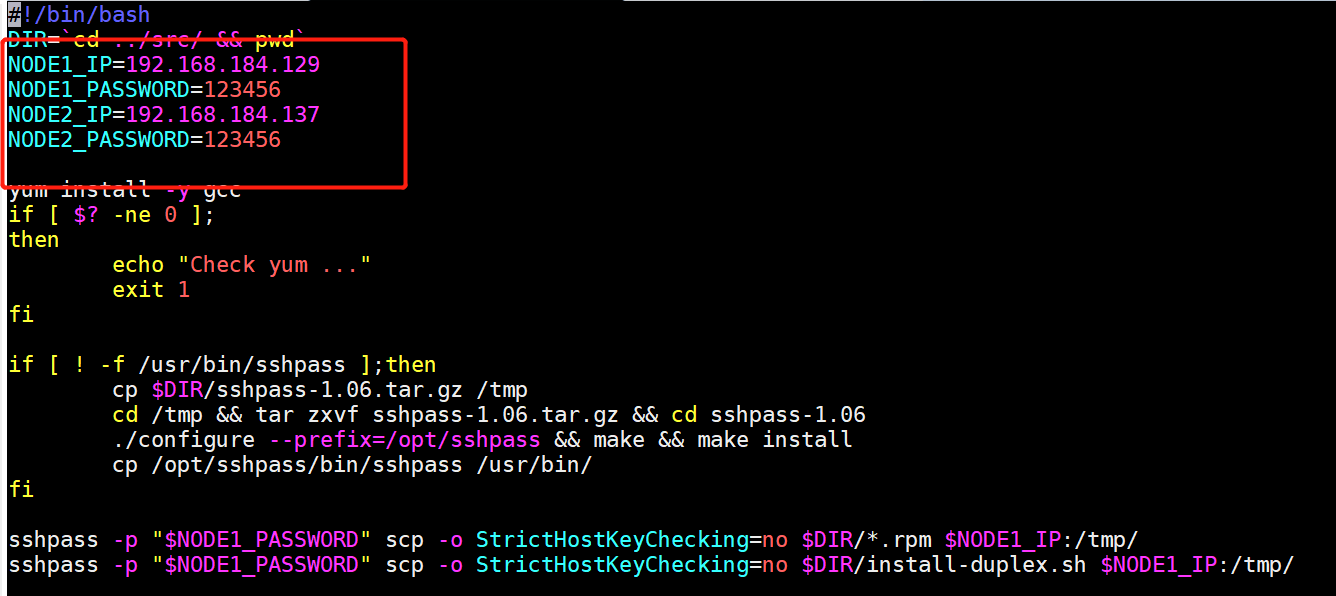 #!/bin/bash
DIR=`cd ../src/ && pwd`
NODE1_IP=192.168.184.129
NODE1_PASSWORD=123456
NODE2_IP=192.168.184.137
NODE2_PASSWORD=123456
yum install -y gcc
if [ $? -ne 0 ];
then
echo "Check yum ..."
exit 1
fi
if [ ! -f /usr/bin/sshpass ];then
cp $DIR/sshpass-1.06.tar.gz /tmp
cd /tmp && tar zxvf sshpass-1.06.tar.gz && cd sshpass-1.06
./configure --prefix=/opt/sshpass && make && make install
cp /opt/sshpass/bin/sshpass /usr/bin/
fi
sshpass -p "$NODE1_PASSWORD" scp -o StrictHostKeyChecking=no $DIR/*.rpm $NODE1_IP:/tmp/
sshpass -p "$NODE1_PASSWORD" scp -o StrictHostKeyChecking=no $DIR/install-duplex.sh $NODE1_IP:/tmp/